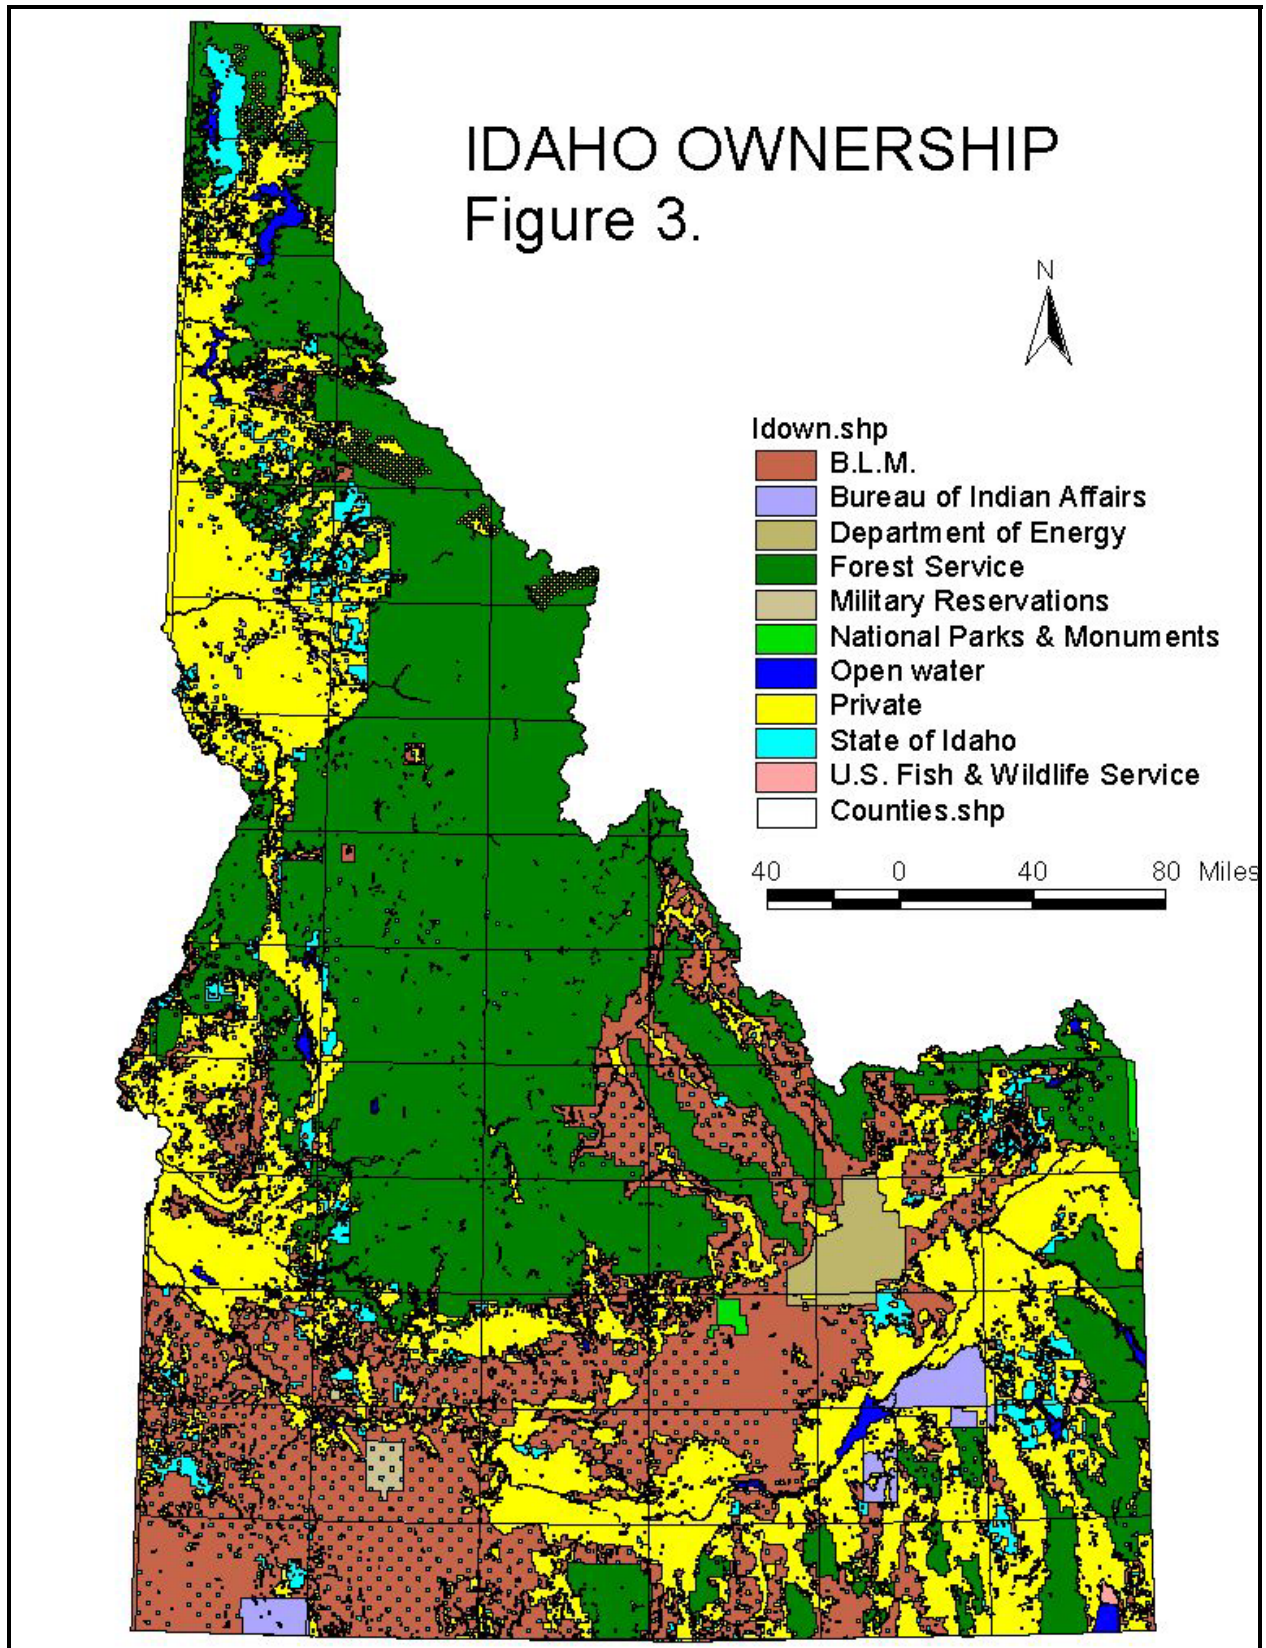 IDAHO OWNERSHIP
Figure 3.
N
Idown.shp
B.L.M.
Bureau of Indian Affairs
Department of Energy
Forest Service
Military Reservations
National Parks & Monuments
Open water
Private
State of Idaho
U.S. Fish & Wildlife Service
Counties.shp
40 0 40 80 Miles